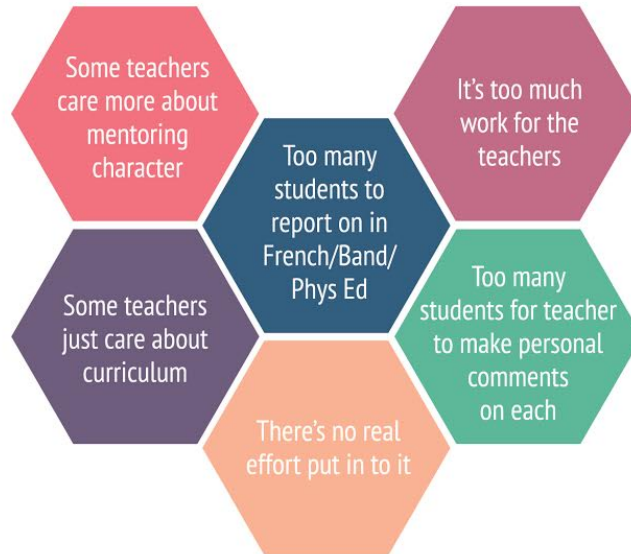 Some teachers
care more about
mentoring
character
It's too much
work for the
teachers
Too many
students to
report on in
French/Band/
Phys Ed
Some teachers
just care about
curriculum
Too many
students for teacher
to make personal
comments
on each
There's no real
effort put in to it